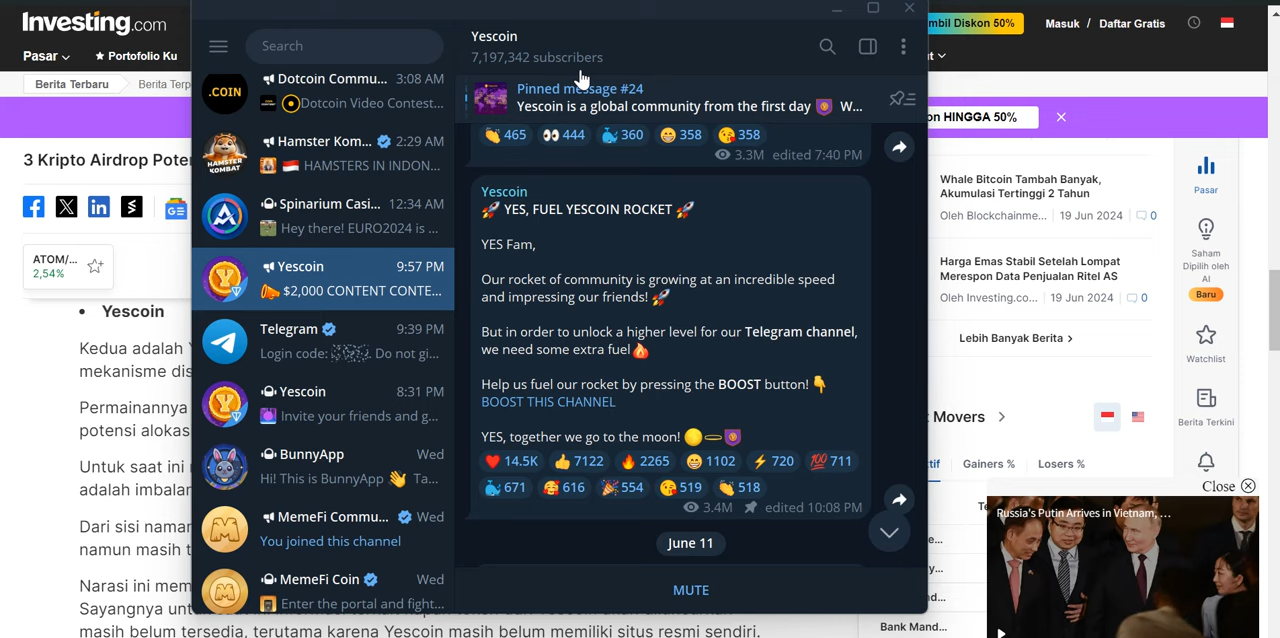 Investing.com
mbil Diskon 50%
Masuk / Daftar Gratis
Pasar
★ Portofolio Ku
Berita Terbaru
Berita Terp
on HINGGA 50%
3 Kripto Airdrop Poter
ATOM/...
2,54%
• Yescoin
Kedua adalah
mekanisme dis
Permainannya
potensi alokas
Untuk saat ini
adalah imbalar
Dari sisi namar
namun masih t
Narasi ini mem
masih belum tersedia, terutama karena Yescoin masih belum memiliki situs resmi sendiri.
Search
Dotcoin Commu... 3:08 AM
.COIN
Dotcoin Video Contest...
Hamster Kom... 2:29 AM
HAMSTER KOMBAT
🇮🇩 HAMSTERS IN INDON...
Spinarium Casi... 12:34 AM
Hey there! EURO2024 is ...
Yescoin 9:57 PM
📣 $2,000 CONTENT CONTE...
Telegram 9:39 PM
Login code: Do not gi...
Yescoin 8:31 PM
Invite your friends and g...
BunnyApp Wed
Hi! This is BunnyApp 👋 Ta...
MemeFi Commu... Wed
You joined this channel
MemeFi Coin Wed
Enter the portal and fight...
Yescoin
7,197,342 subscribers
Pinned message #24
Yescoin is a global community from the first day W...
👏 465 👀 444 🐳 360 😁 358 😘 358
3.3M edited 7:40 PM
Yescoin
🚀 YES, FUEL YESCOIN ROCKET 🚀
YES Fam,
Our rocket of community is growing at an incredible speed
and impressing our friends! 🚀
But in order to unlock a higher level for our Telegram channel,
we need some extra fuel🔥
Help us fuel our rocket by pressing the BOOST button! 👇
BOOST THIS CHANNEL
YES, together we go to the moon!
❤️ 14.5K 👍 7122 🔥 2265 😁 1102 ⚡ 720 💯 711
🐳 671 🥰 616 🎉 554 😘 519 👏 518
3.4M edited 10:08 PM
June 11
MUTE
Whale Bitcoin Tambah Banyak,
Akumulasi Tertinggi 2 Tahun
Oleh Blockchainme... 19 Jun 2024 0
Harga Emas Stabil Setelah Lompat
Merespon Data Penjualan Ritel AS
Oleh Investing.co... 19 Jun 2024 0
Lebih Banyak Berita >
t Movers >
tif Gainers % Losers %
Bank Mand...
Pasar
Saham
Dipilih oleh
AI
Baru
Watchlist
Berita Terkini
Close
Russia's Putin Arrives in Vietnam, ...